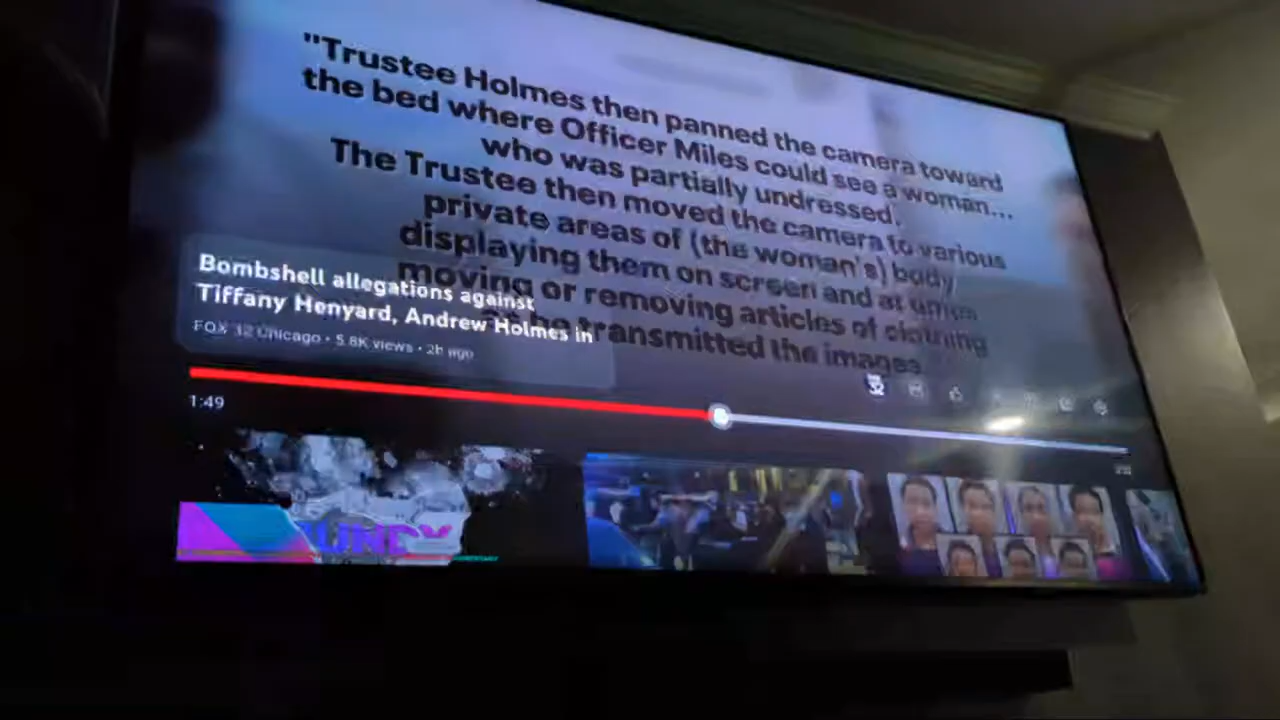 "Trustee Holmes then panned the camera toward
the bed where Officer Miles could see a woman...
who was partially undressed.
The Trustee then moved the camera to various
private areas of (the woman's) body
displaying them on screen and at
moving or removing articles of clothing
transmitted the images
Bombshell allegations against
Tiffany Henyard, Andrew Holmes in
FOX 32 Chicago • 5.8K views • 2h ago
1:49